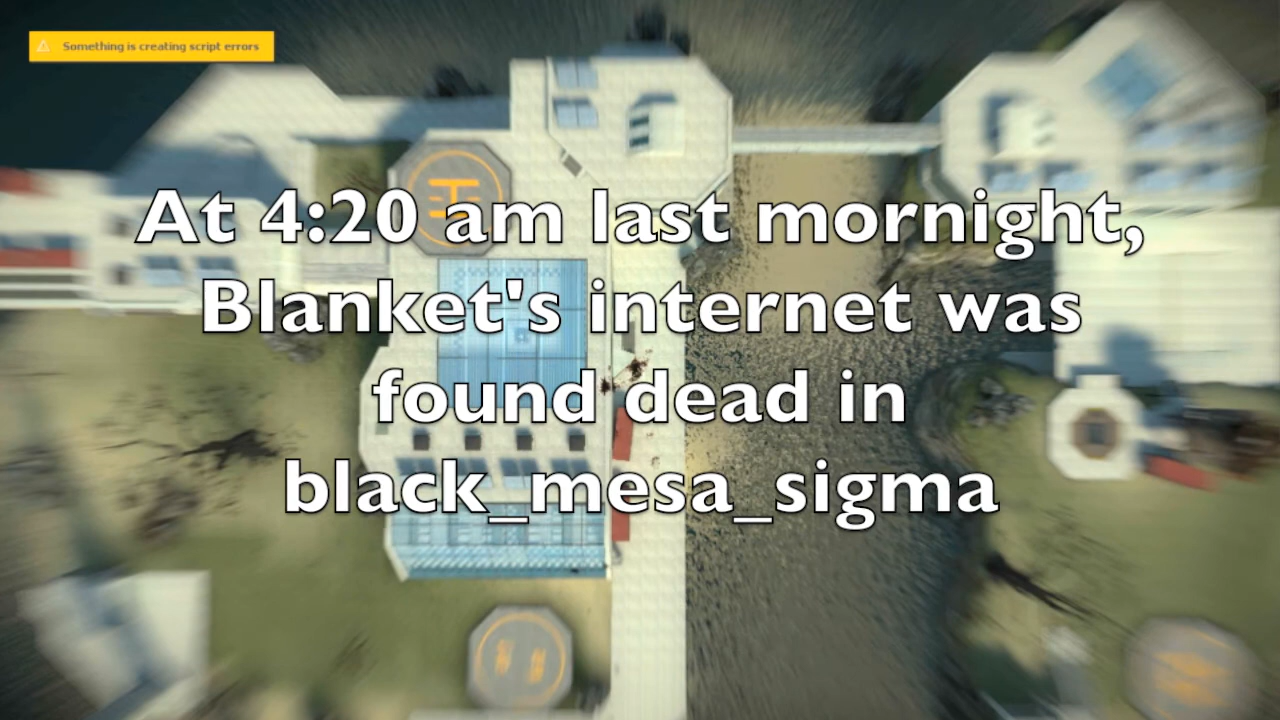 Something is creating script errors
At 4:20 am last mornight,
Blanket's internet was
found dead in
black_mesa_sigma